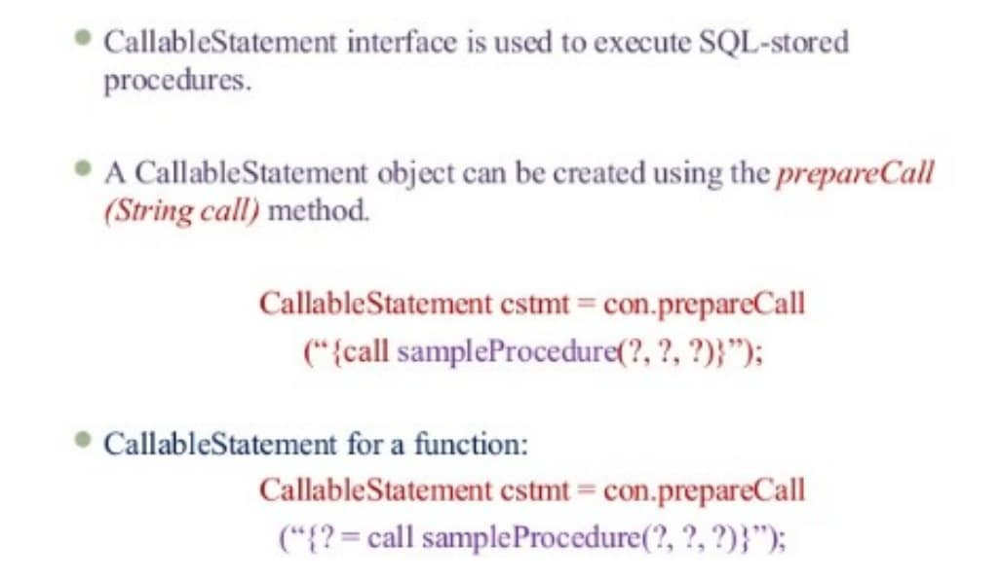 • CallableStatement interface is used to execute SQL-stored
procedures.
• A CallableStatement object can be created using the prepareCall
(String call) method.
CallableStatement cstmt = con.prepareCall
(“{call sampleProcedure(?, ?, ?)}”);
• CallableStatement for a function:
CallableStatement cstmt = con.prepareCall
(“{? = call sampleProcedure(?, ?, ?)}”);